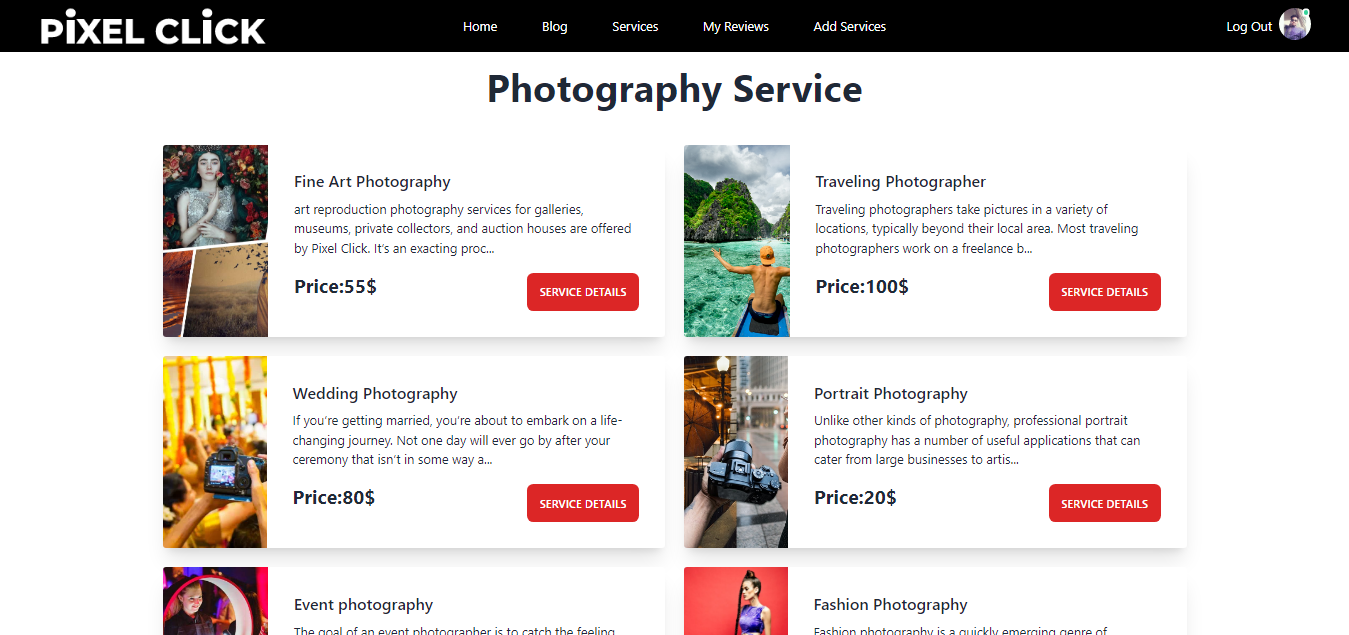 PiXEL CLiCK
Home
Blog
Services
My Reviews
Add Services
Log Out
Photography Service
Fine Art Photography
art reproduction photography services for galleries,
museums, private collectors, and auction houses are offered
by Pixel Click. It's an exacting proc...
Price:55$
SERVICE DETAILS
Traveling Photographer
Traveling photographers take pictures in a variety of
locations, typically beyond their local area. Most traveling
photographers work on a freelance b...
Price:100$
SERVICE DETAILS
Wedding Photography
If you're getting married, you're about to embark on a life-
changing journey. Not one day will ever go by after your
ceremony that isn't in some way a...
Price:80$
SERVICE DETAILS
Portrait Photography
Unlike other kinds of photography, professional portrait
photography has a number of useful applications that can
cater from large businesses to artis...
Price:20$
SERVICE DETAILS
Event photography
The goal of an event photographer is to catch the feeling
Fashion Photography
Fashion photography is a quickly emerging genre of